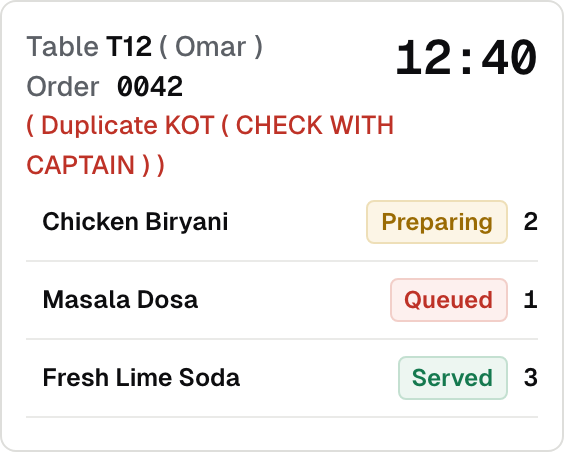 Table T12 ( Omar )
12:40
Order 0042
( Duplicate KOT ( CHECK WITH
CAPTAIN ) )
Chicken Biryani Preparing 2
Masala Dosa Queued 1
Fresh Lime Soda Served 3